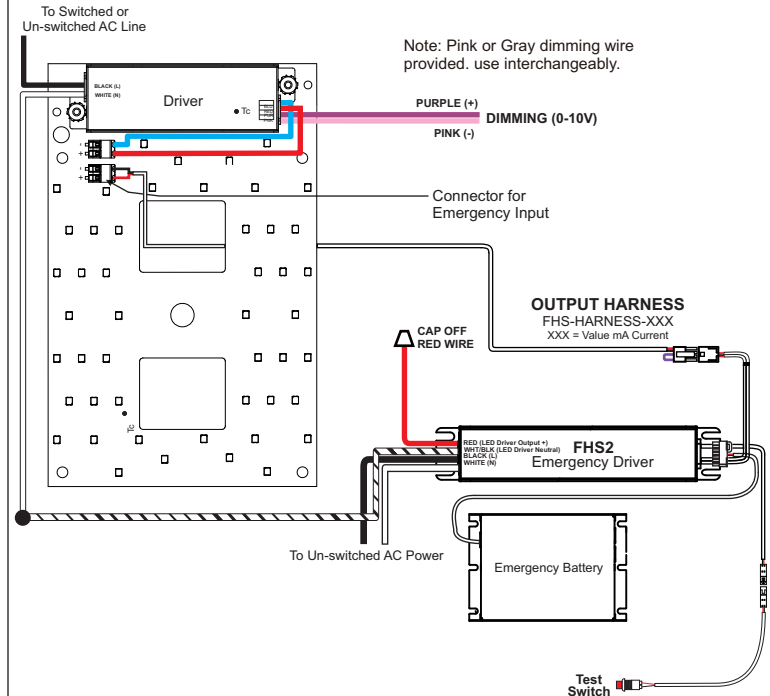 To Switched or
Un-switched AC Line
Note: Pink or Gray dimming wire
provided. use interchangeably.
BLACK (L)
WHITE (N)
Driver
Tc
PURPLE (+)
DIMMING (0-10V)
PINK (-)
-
+
-
+
Connector for
Emergency Input
OUTPUT HARNESS
FHS-HARNESS-XXX
XXX = Value mA Current
CAP OFF
RED WIRE
Tc
RED (LED Driver Output +)
WHT/BLK (LED Driver Neutral)
BLACK (L)
WHITE (N)
FHS2
Emergency Driver
To Un-switched AC Power
Emergency Battery
Test
Switch